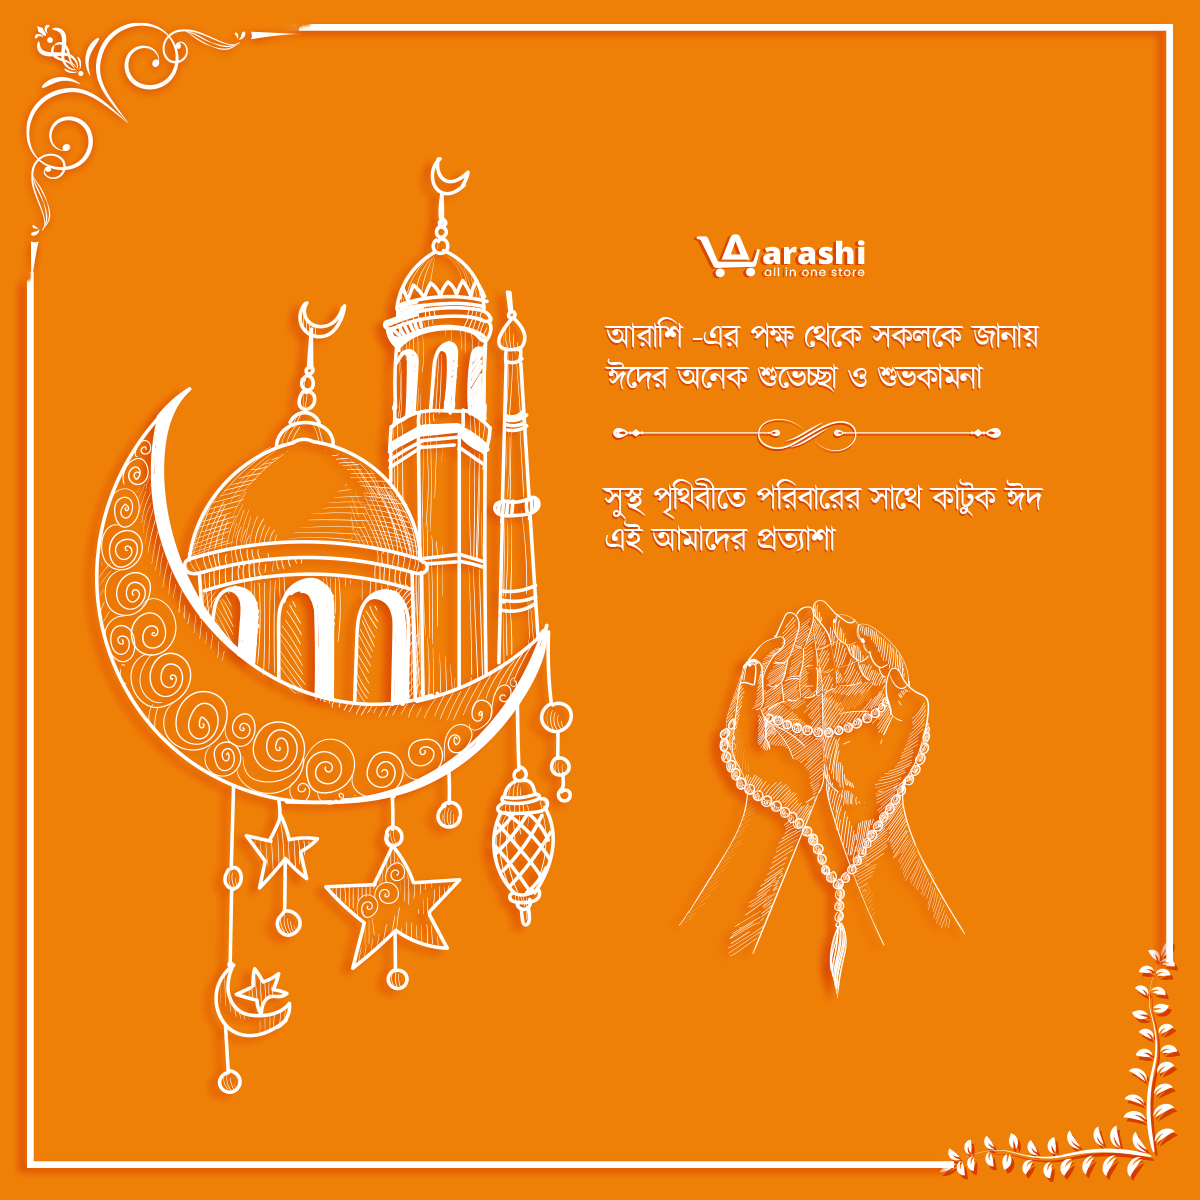 arashi
all in one store
আরাশি -এর পক্ষ থেকে সকলকে জানায়
ঈদের অনেক শুভেচ্ছা ও শুভকামনা
সুস্থ পৃথিবীতে পরিবারের সাথে কাটুক ঈদ
এই আমাদের প্রত্যাশা